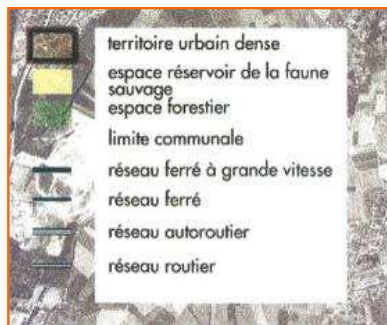 territoire urbain dense
espace réservoir de la faune
sauvage
espace forestier
limite communale
réseau ferré à grande vitesse
réseau ferré
réseau autoroutier
réseau routier